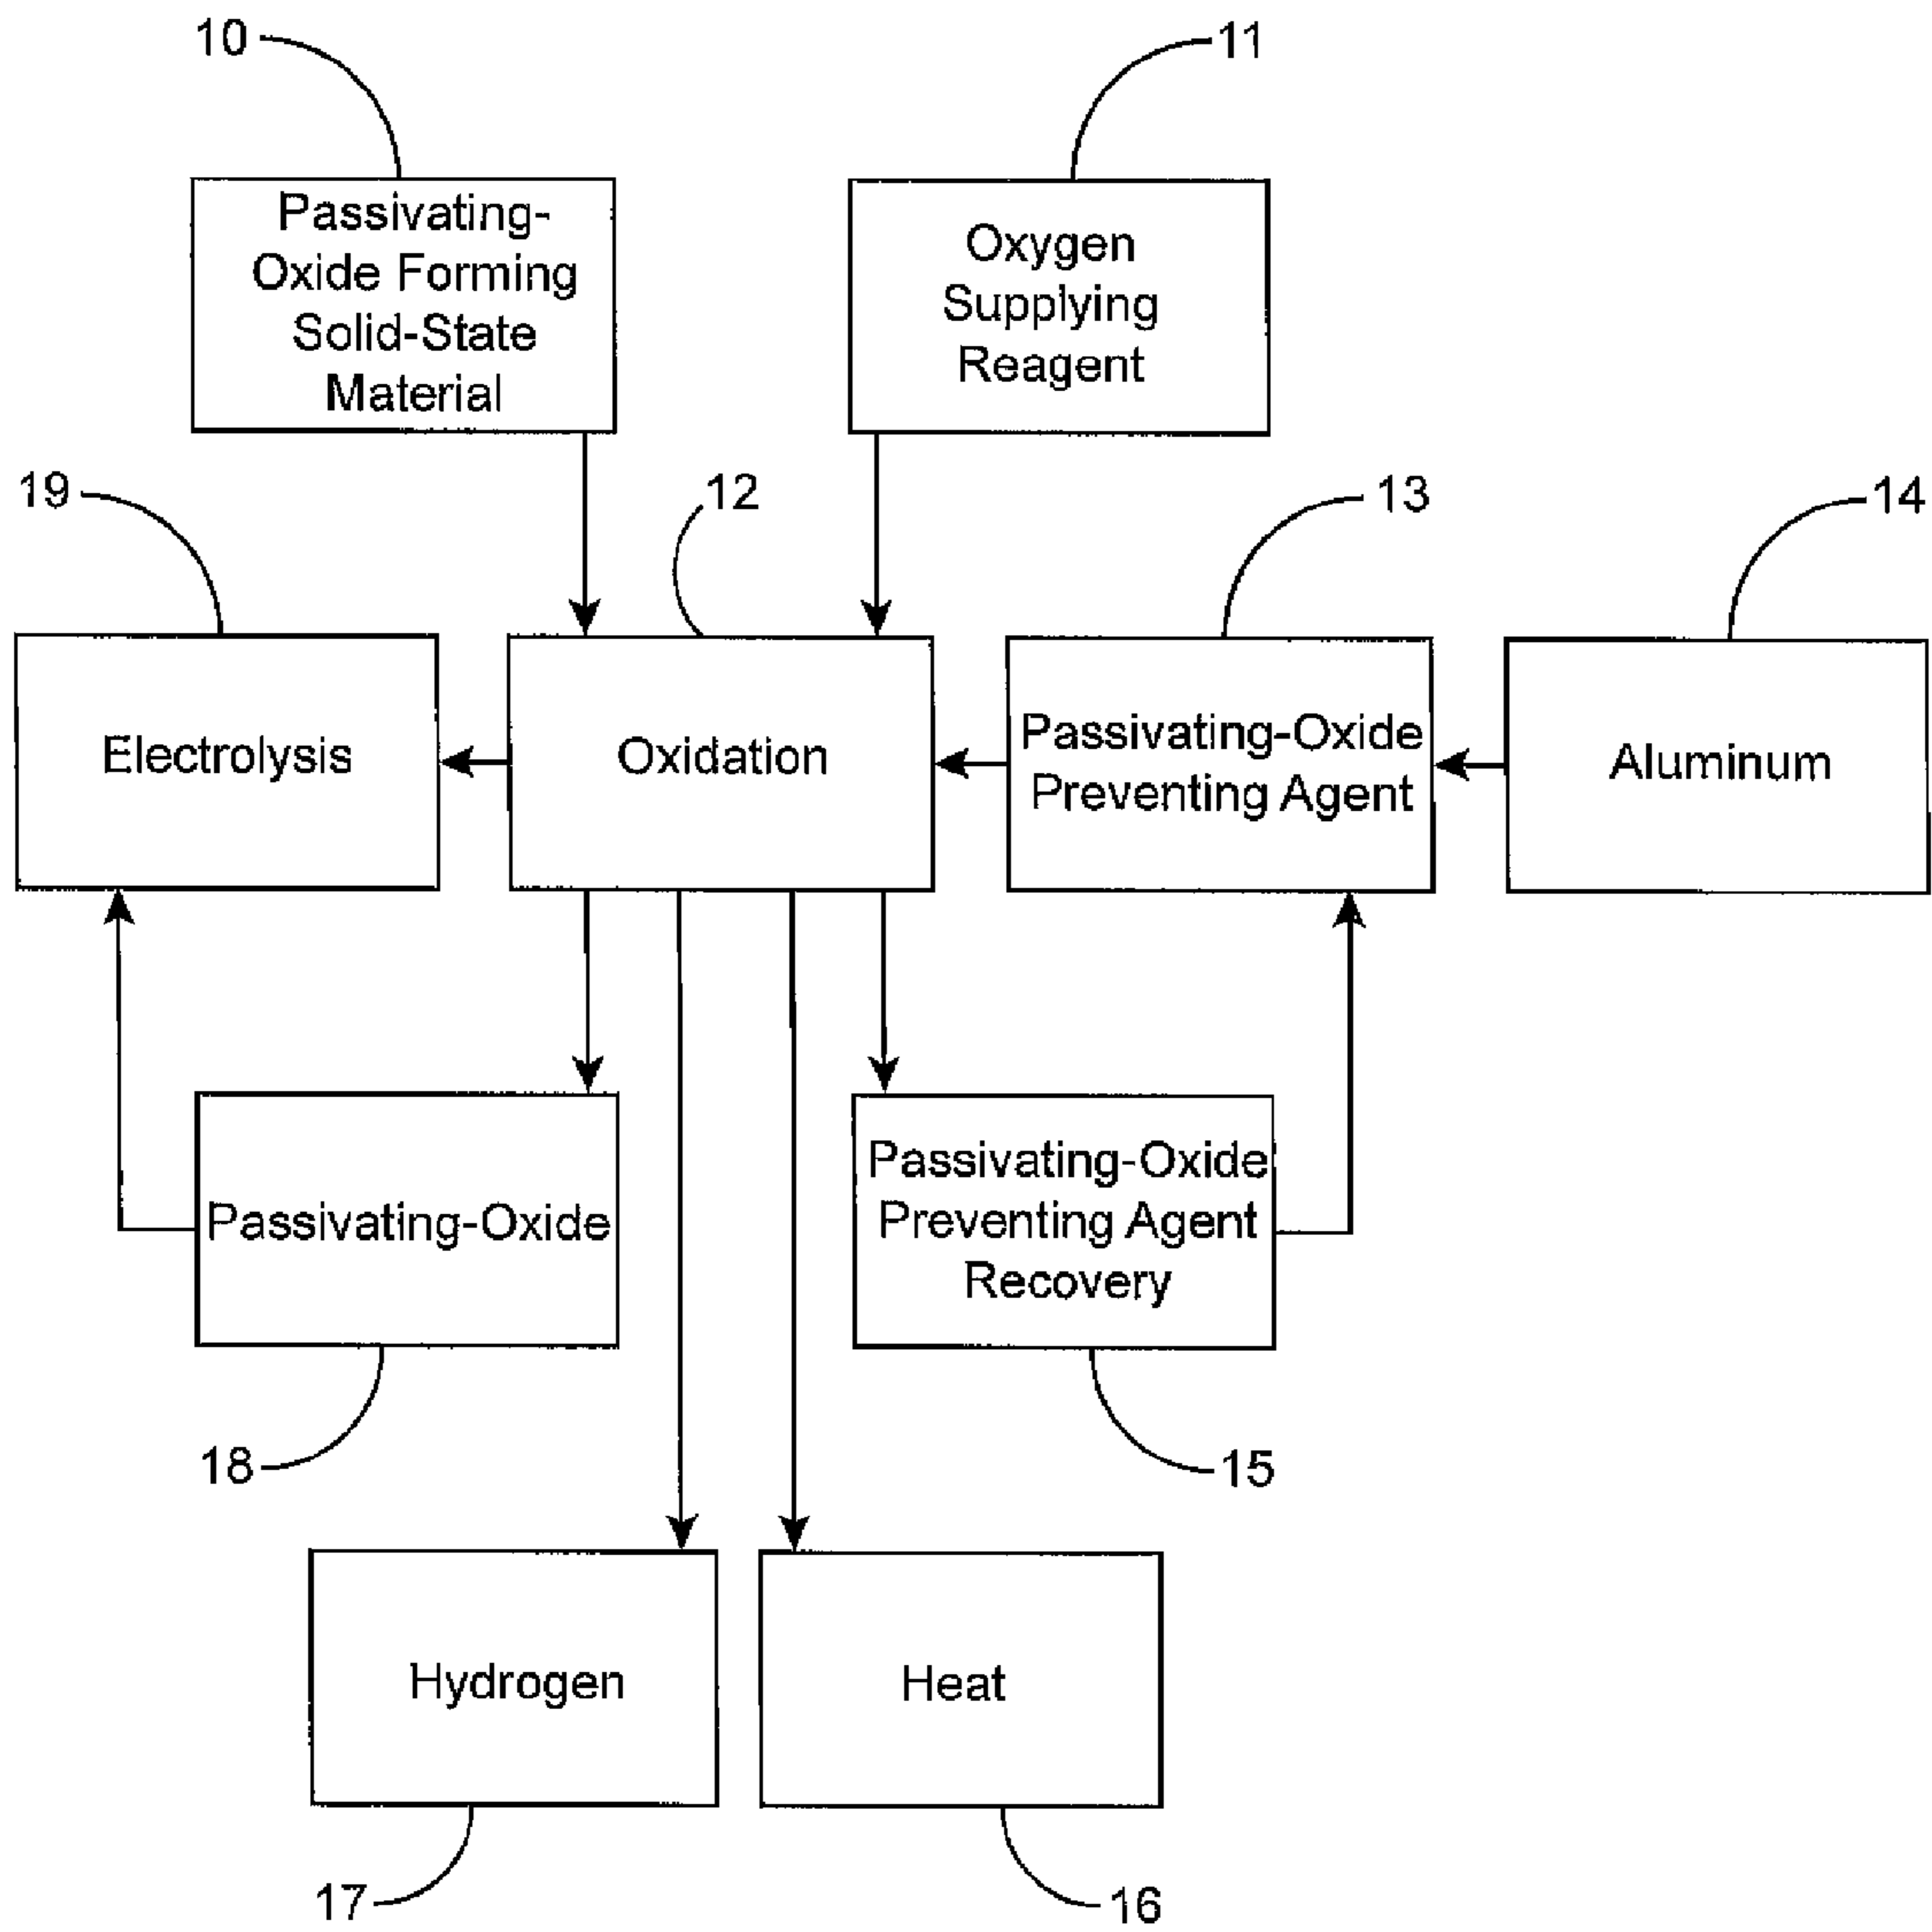 10
11
Passivating-
Oxide Forming
Solid-State
Material
Oxygen
Supplying
Reagent
19
12
13
14
Electrolysis
Oxidation
Passivating-Oxide
Preventing Agent
Aluminum
Passivating-Oxide
Passivating-Oxide
Preventing Agent
Recovery
18
15
Hydrogen
Heat
17
16